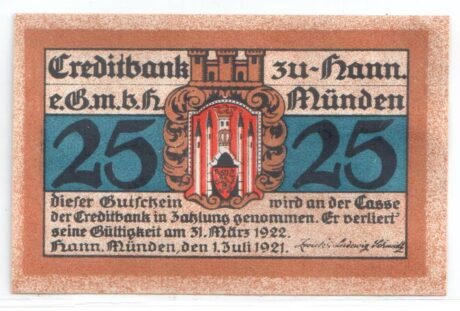 Creditbank zu-Hann.
e.G.m.b.H. Münden
25 25
dieser Gutschein wird an der Casse
der Creditbank in Zahlung genommen. Er verliert
seine Gültigkeit am 31. März 1922.
Hann. Münden, den 1. Juli 1921.